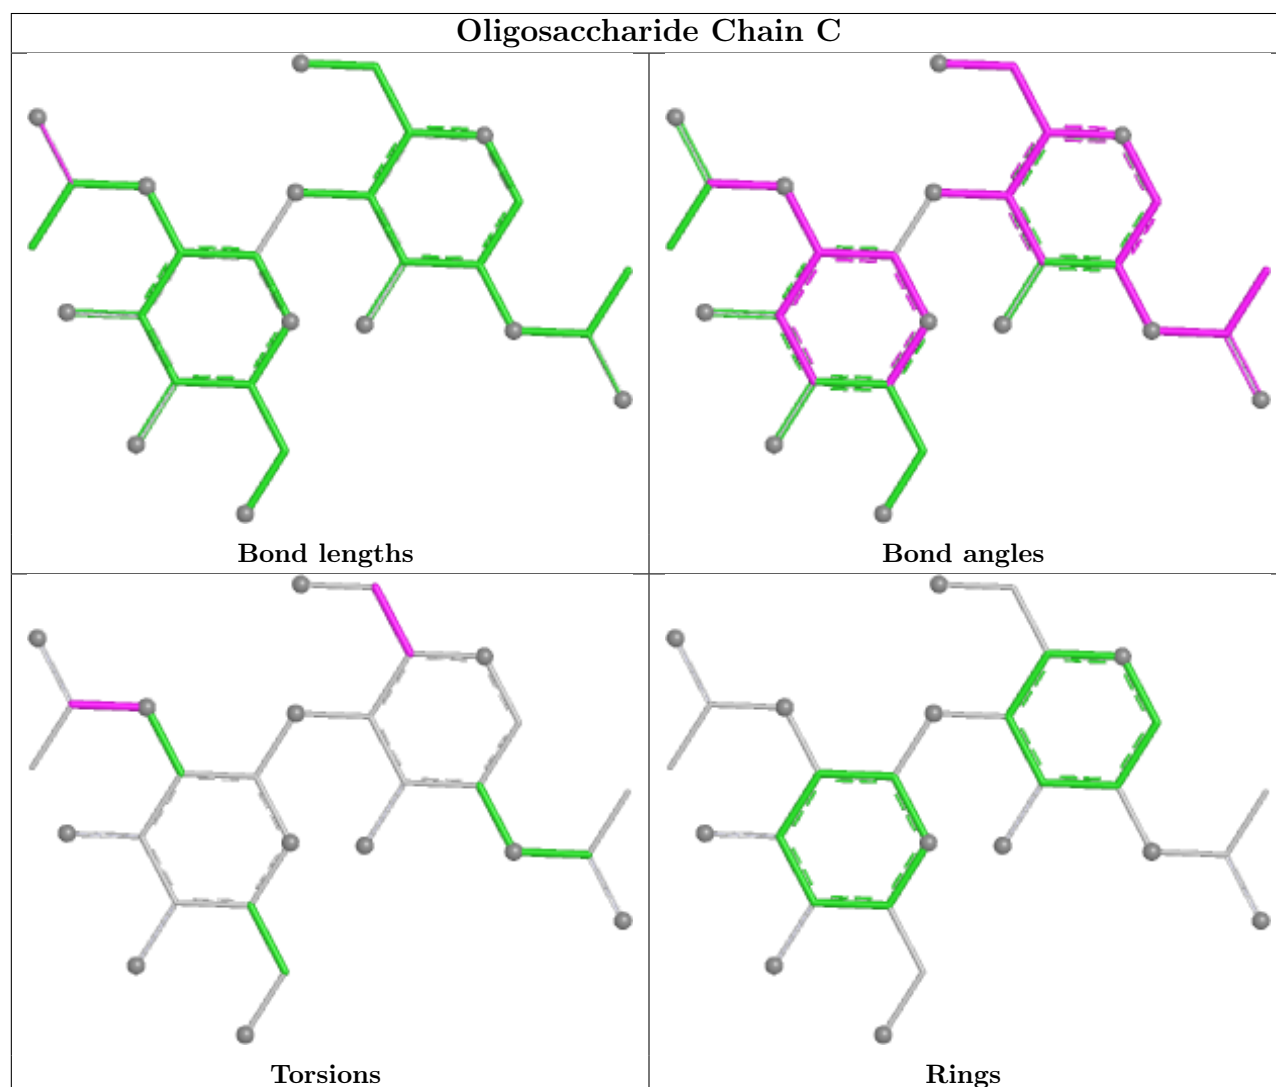 Oligosaccharide Chain C
Bond lengths
Bond angles
Torsions
Rings